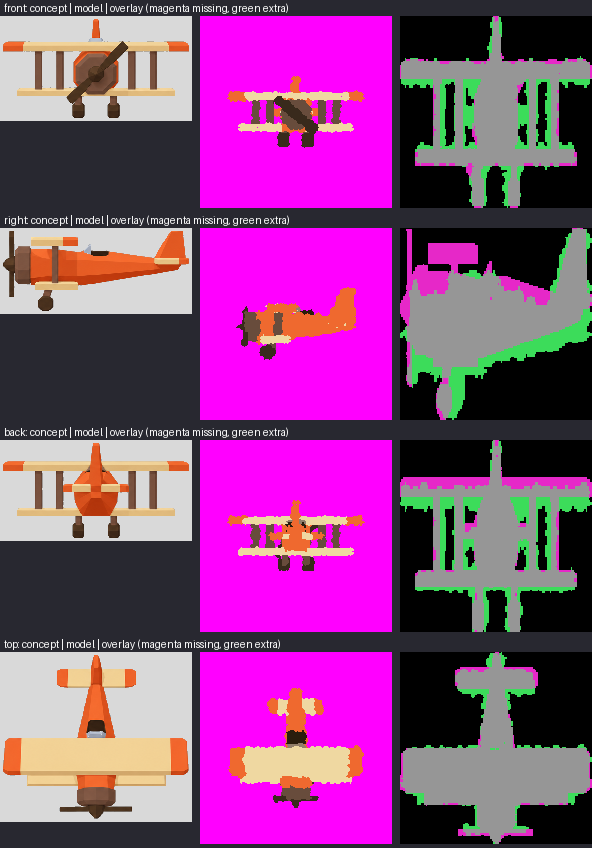 front: concept | model | overlay (magenta missing, green extra)
right: concept | model | overlay (magenta missing, green extra)
back: concept | model | overlay (magenta missing, green extra)
top: concept | model | overlay (magenta missing, green extra)